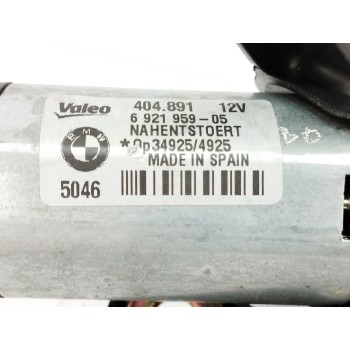 Valeo 404.891 12V
6 921 959-05
BMW NAHENTSTOERT
*Op34925/4925
MADE IN SPAIN
5046